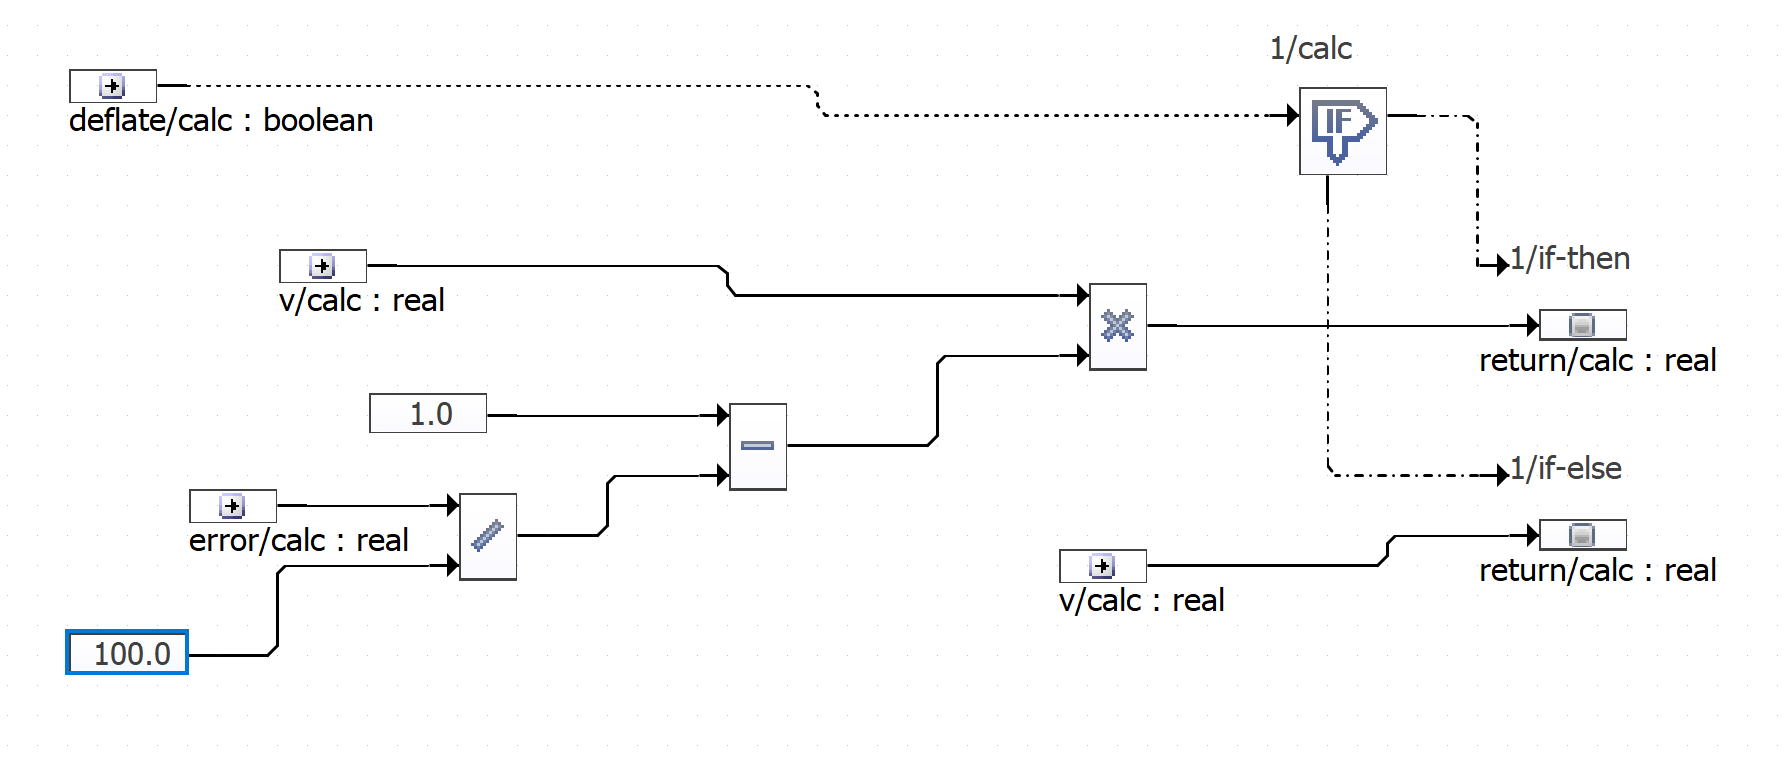 1/calc
deflate/calc : boolean
IF
1/if-then
v/calc : real
return/calc : real
1.0
1/if-else
error/calc : real
return/calc : real
v/calc : real
100.0